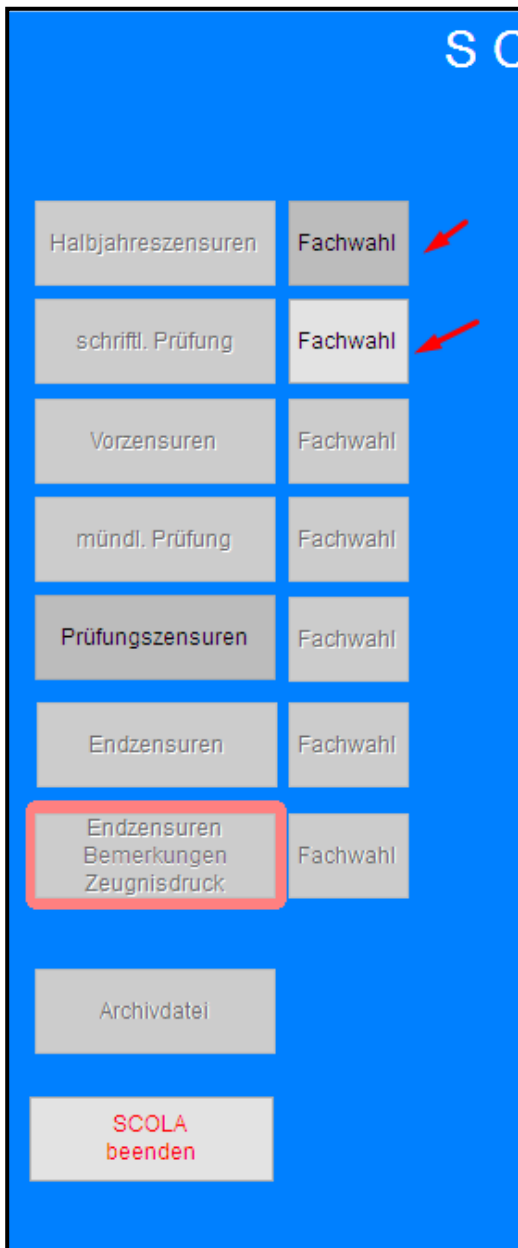 S C
Halbjahreszensuren Fachwahl
schriftl. Prüfung Fachwahl
Vorzensuren Fachwahl
mündl. Prüfung Fachwahl
Prüfungszensuren Fachwahl
Endzensuren Fachwahl
Endzensuren
Bemerkungen Fachwahl
Zeugnisdruck
Archivdatei
SCOLA
beenden